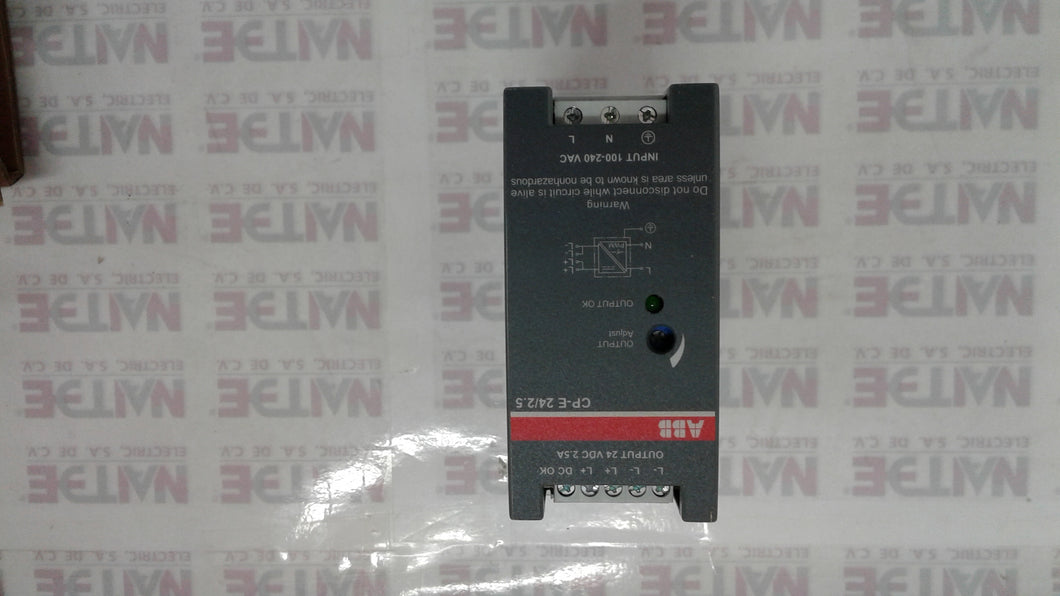 L- L- L+ L+ DC OK
OUTPUT 24 VDC 2.5A
ABB
CP-E 24/2.5
OUTPUT
Adjust
OUTPUT OK
L
L+
L+
PWM
N
L-
L-
Warning
Do not disconnect while circuit is alive
unless area is known to be nonhazardous
INPUT 100-240 VAC
N L
ELECTRIC, S.A. DE C.V.